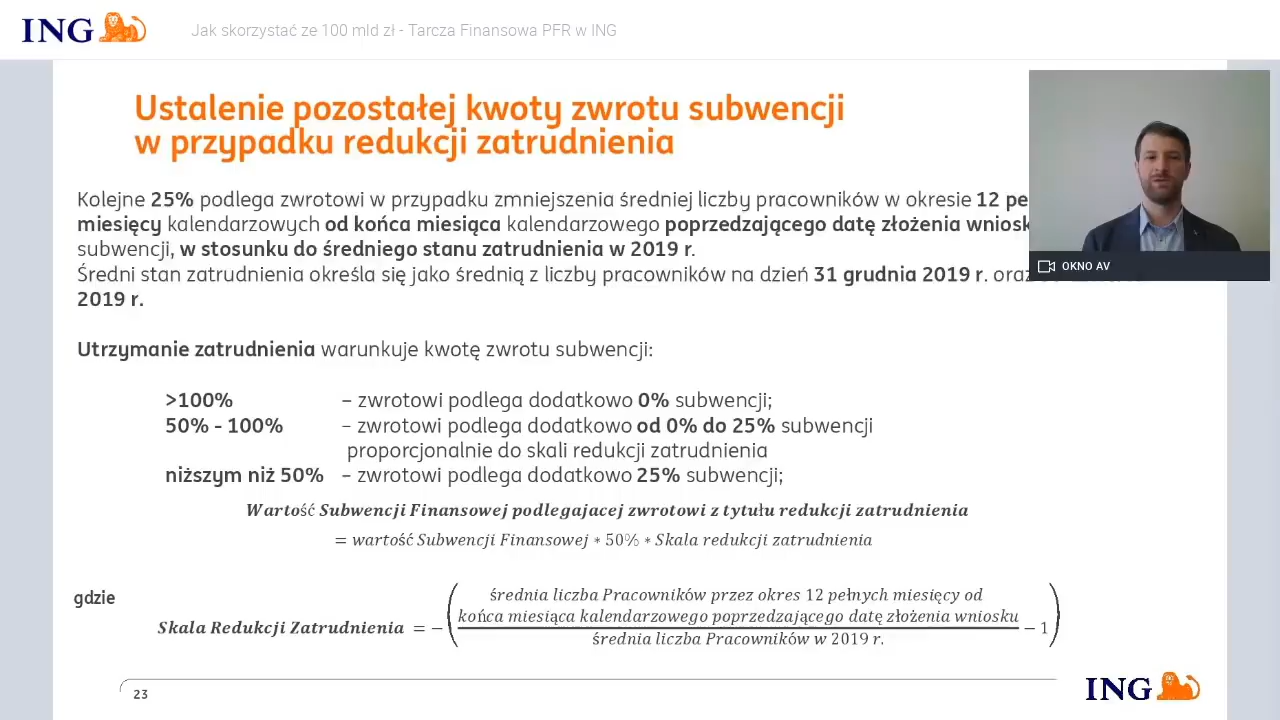 ING
Jak skorzystać ze 100 mld zł - Tarcza Finansowa PFR w ING
Ustalenie pozostałej kwoty zwrotu subwencji
w przypadku redukcji zatrudnienia
Kolejne 25% podlega zwrotowi w przypadku zmniejszenia średniej liczby pracowników w okresie 12
miesięcy kalendarzowych od końca miesiąca kalendarzowego poprzedzającego datę złożenia
subwencji, w stosunku do średniego stanu zatrudnienia w 2019 r.
Średni stan zatrudnienia określa się jako średnią z liczby pracowników na dzień 31 grudnia 2019 r. oraz
2019 r.
OKNO AV
Utrzymanie zatrudnienia warunkuje kwotę zwrotu subwencji:
>100% – zwrotowi podlega dodatkowo 0% subwencji;
50% - 100% – zwrotowi podlega dodatkowo od 0% do 25% subwencji
proporcjonalnie do skali redukcji zatrudnienia
niższym niż 50% – zwrotowi podlega dodatkowo 25% subwencji;
Wartość Subwencji Finansowej podlegajacej zwrotowi z tytułu redukcji zatrudnienia
= wartość Subwencji Finansowej * 50% * Skala redukcji zatrudnienia
gdzie
średnia liczba Pracowników przez okres 12 pełnych miesięcy od
końca miesiąca kalendarzowego poprzedzającego datę złożenia wniosku
Skala Redukcji Zatrudnienia = − ( − 1 )
średnia liczba Pracowników w 2019 r.
23
ING